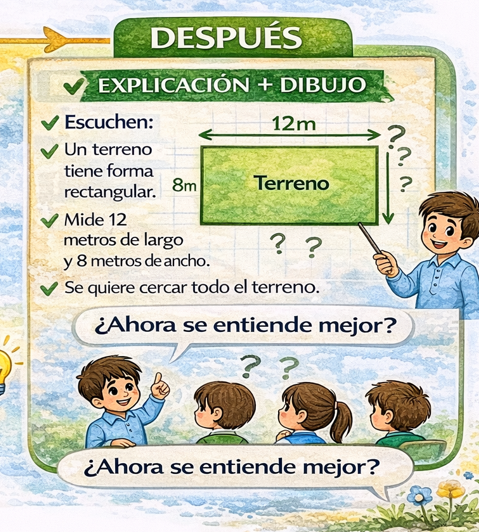 DESPUÉS
EXPLICACIÓN + DIBUJO
Escuchen:
Un terreno
tiene forma
rectangular.
Mide 12
metros de largo
y 8 metros de ancho.
Se quiere cercar todo el terreno.
12m
?
?
?
8m
Terreno
? ?
¿Ahora se entiende mejor?
? ?
¿Ahora se entiende mejor?